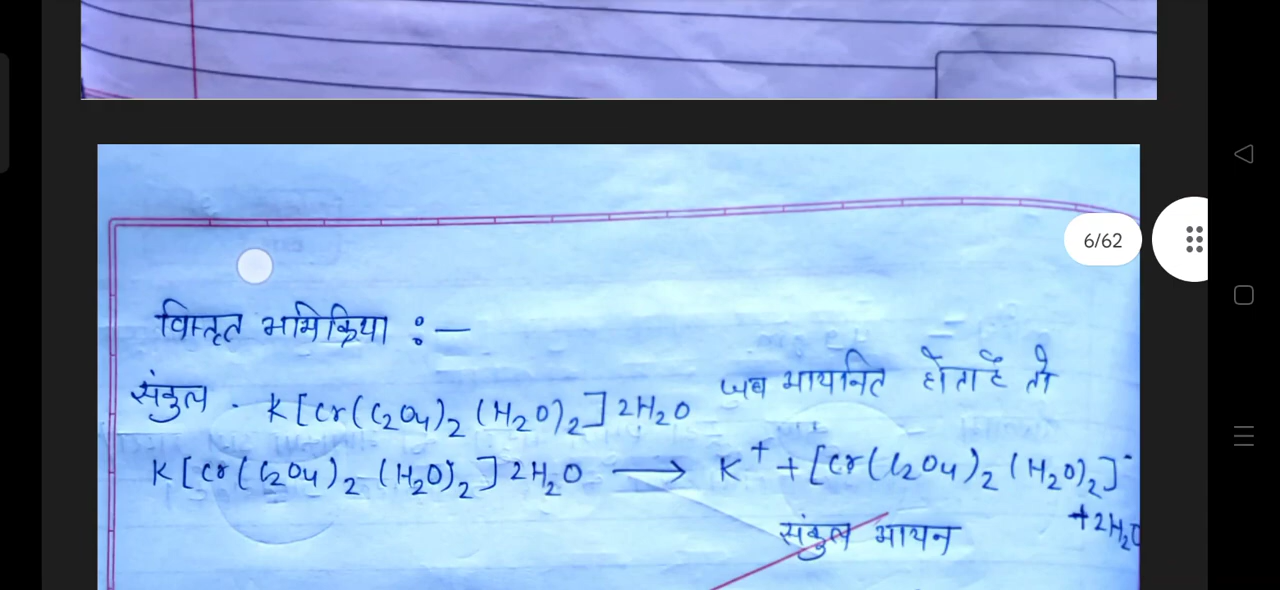 6/62
विस्तृत अभिक्रिया :—
संकुल . K[Cr(C₂O₄)₂ (H₂O)₂] 2H₂O जब आयनित होता है तो
K[Cr(C₂O₄)₂ (H₂O)₂] 2H₂O ⟶ K⁺ + [Cr(C₂O₄)₂ (H₂O)₂]⁻
+2H₂O
संकुल आयन